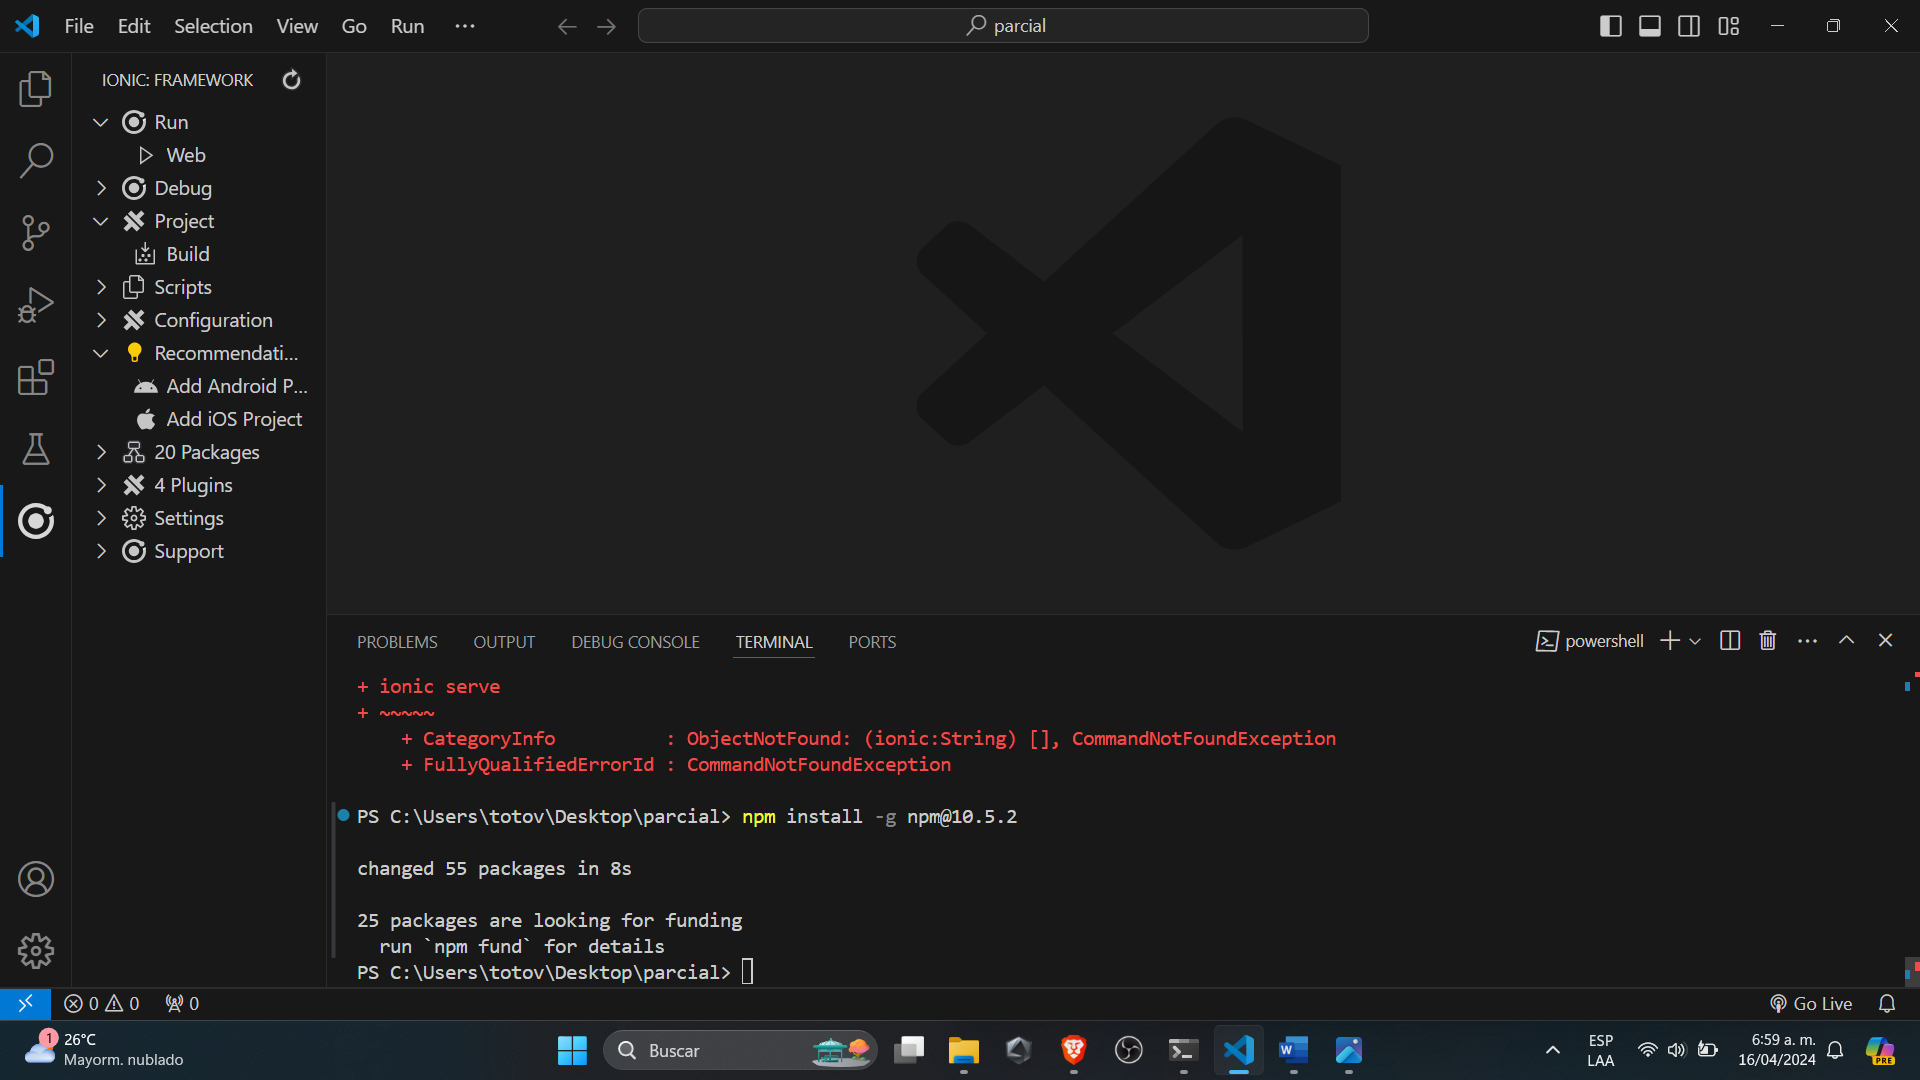 File Edit Selection View Go Run ···
parcial
IONIC: FRAMEWORK
Run
Web
Debug
Project
Build
Scripts
Configuration
Recommendati...
Add Android P...
Add iOS Project
20 Packages
4 Plugins
Settings
Support
PROBLEMS OUTPUT DEBUG CONSOLE TERMINAL PORTS
powershell
+ ionic serve
+ ~~~~~
+ CategoryInfo : ObjectNotFound: (ionic:String) [], CommandNotFoundException
+ FullyQualifiedErrorId : CommandNotFoundException
PS C:\Users\totov\Desktop\parcial> npm install -g npm@10.5.2
changed 55 packages in 8s
25 packages are looking for funding
run `npm fund` for details
PS C:\Users\totov\Desktop\parcial>
0 0 0
Go Live
1
26°C
Mayorm. nublado
Buscar
W
ESP
LAA
6:59 a. m.
16/04/2024
PRE